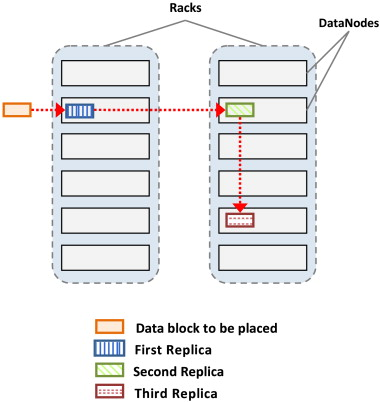 Racks
DataNodes
Data block to be placed
First Replica
Second Replica
Third Replica